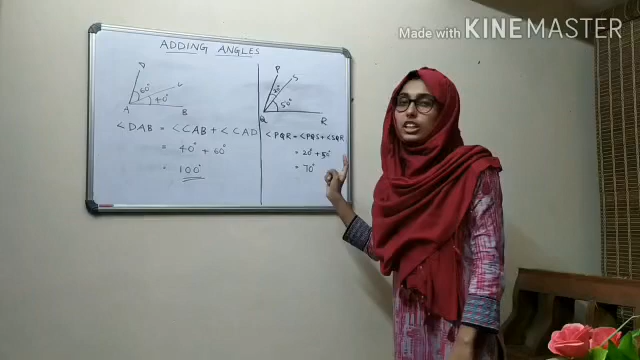 Made with KINEMASTER
ADDING ANGLES
D
60°
C
40°
A
B
<DAB = <CAB + <CAD
= 40° + 60°
= 100°
P
S
20°
50°
Q
R
<PQR = <PQS + <SQR
= 20° + 50°
= 70°